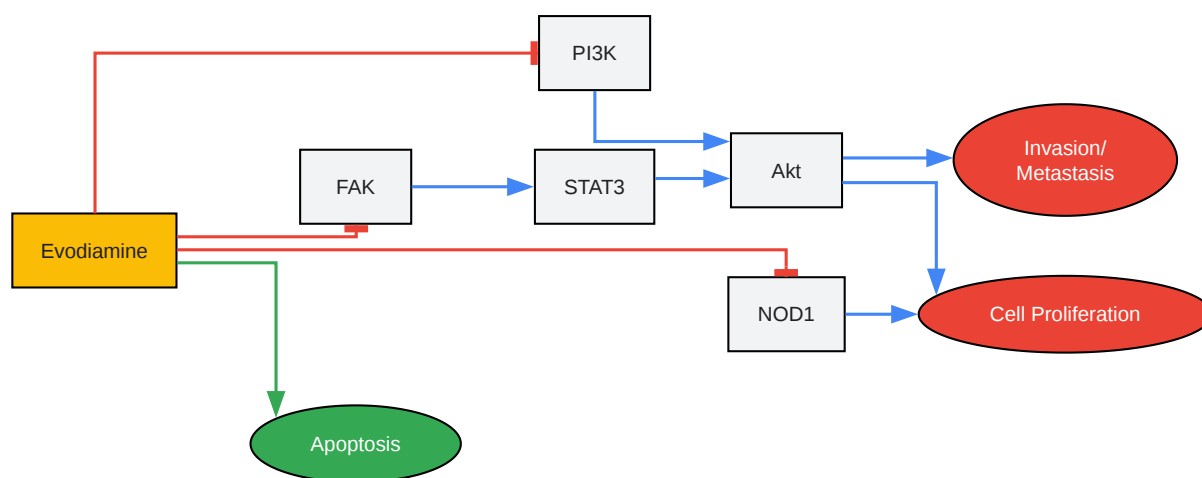 PI3K
Invasion/
Metastasis
Akt
FAK
STAT3
Evodiamine
NOD1
Cell Proliferation
Apoptosis